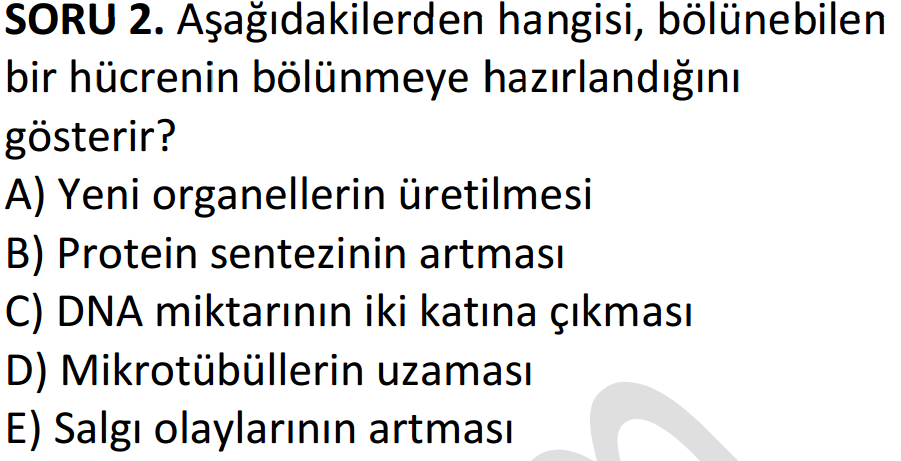 SORU 2. Aşağıdakilerden hangisi, bölünebilen
bir hücrenin bölünmeye hazırlandığını
gösterir?
A) Yeni organellerin üretilmesi
B) Protein sentezinin artması
C) DNA miktarının iki katına çıkması
D) Mikrotübüllerin uzaması
E) Salgı olaylarının artması